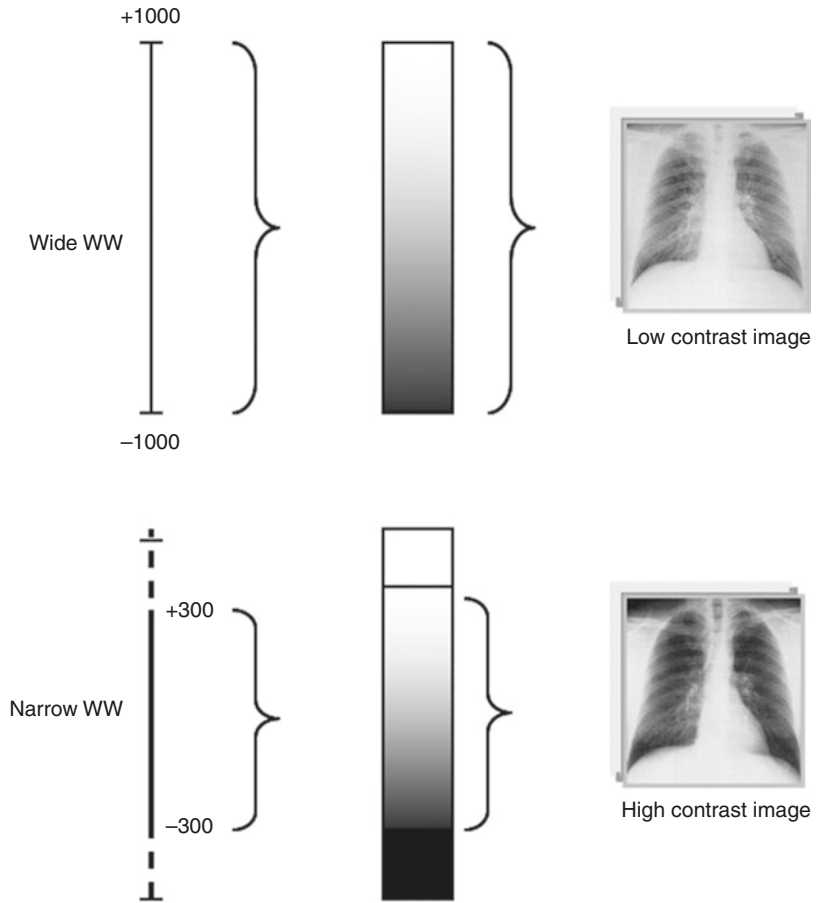 +1000
Wide WW
Low contrast image
–1000
+300
Narrow WW
–300
High contrast image